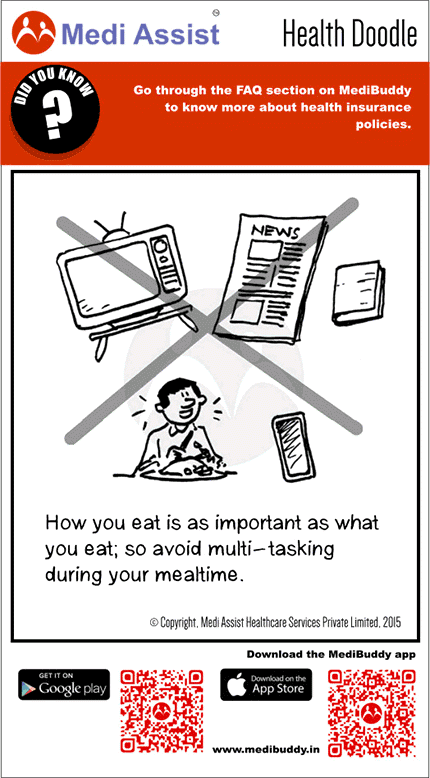 Medi Assist
Health Doodle
DID YOU KNOW
?
Go through the FAQ section on MediBuddy
to know more about health insurance
policies.
NEWS
How you eat is as important as what
you eat; so avoid multi-tasking
during your mealtime.
© Copyright, Medi Assist Healthcare Services Private Limited, 2015
Download the MediBuddy app
GET IT ON
Google play
Download on the
App Store
www.medibuddy.in